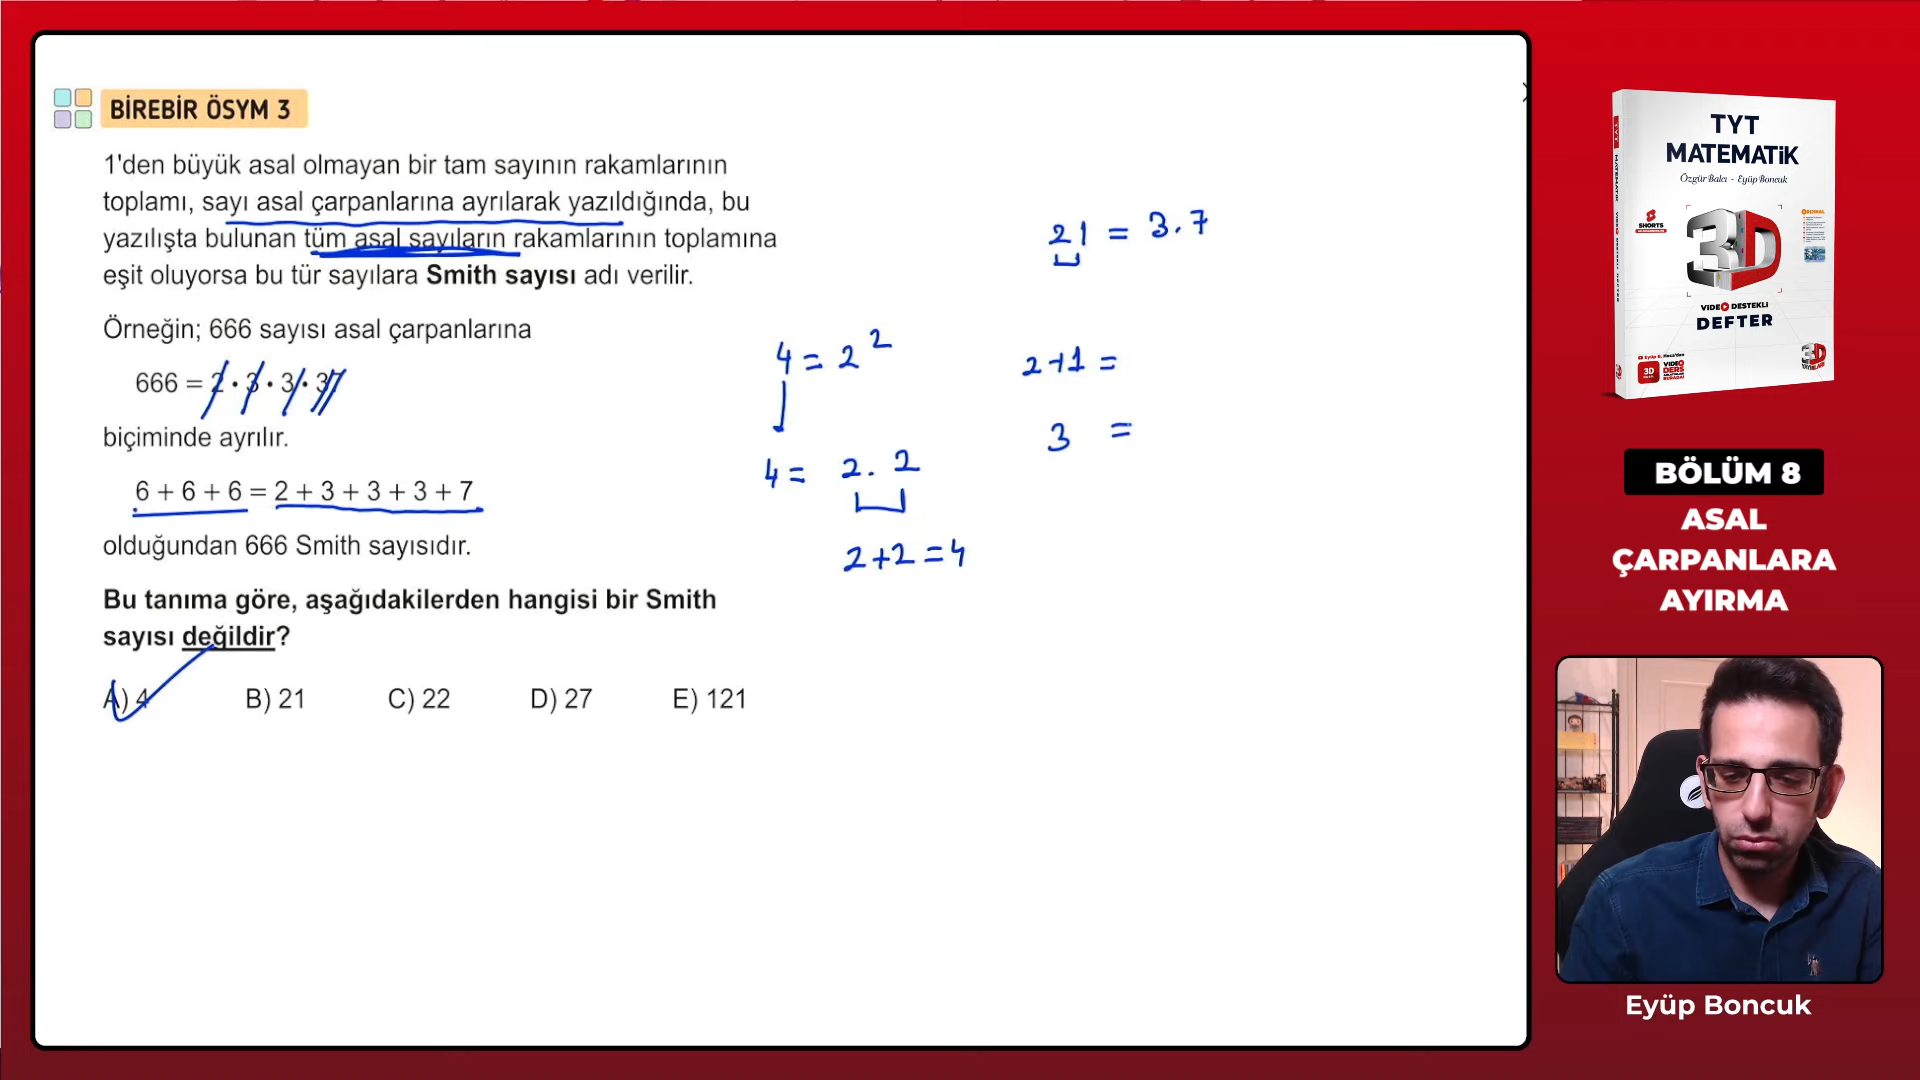 BİREBİR ÖSYM 3
1'den büyük asal olmayan bir tam sayının rakamlarının
toplamı, sayı asal çarpanlarına ayrılarak yazıldığında, bu
yazılışta bulunan tüm asal sayıların rakamlarının toplamına
eşit oluyorsa bu tür sayılara Smith sayısı adı verilir.
Örneğin; 666 sayısı asal çarpanlarına
666 = 2 · 3 · 3 · 37
biçiminde ayrılır.
6 + 6 + 6 = 2 + 3 + 3 + 3 + 7
olduğundan 666 Smith sayısıdır.
Bu tanıma göre, aşağıdakilerden hangisi bir Smith
sayısı değildir?
A) 4 B) 21 C) 22 D) 27 E) 121
4 = 2²
4 = 2 . 2
2+2 = 4
21 = 3 . 7
2+1 =
3 =
TYT
MATEMATİK
Özgür Balcı - Eyüp Boncuk
SHORTS
3D
VIDEO DESTEKLİ
DEFTER
BÖLÜM 8
ASAL
ÇARPANLARA
AYIRMA
Eyüp Boncuk